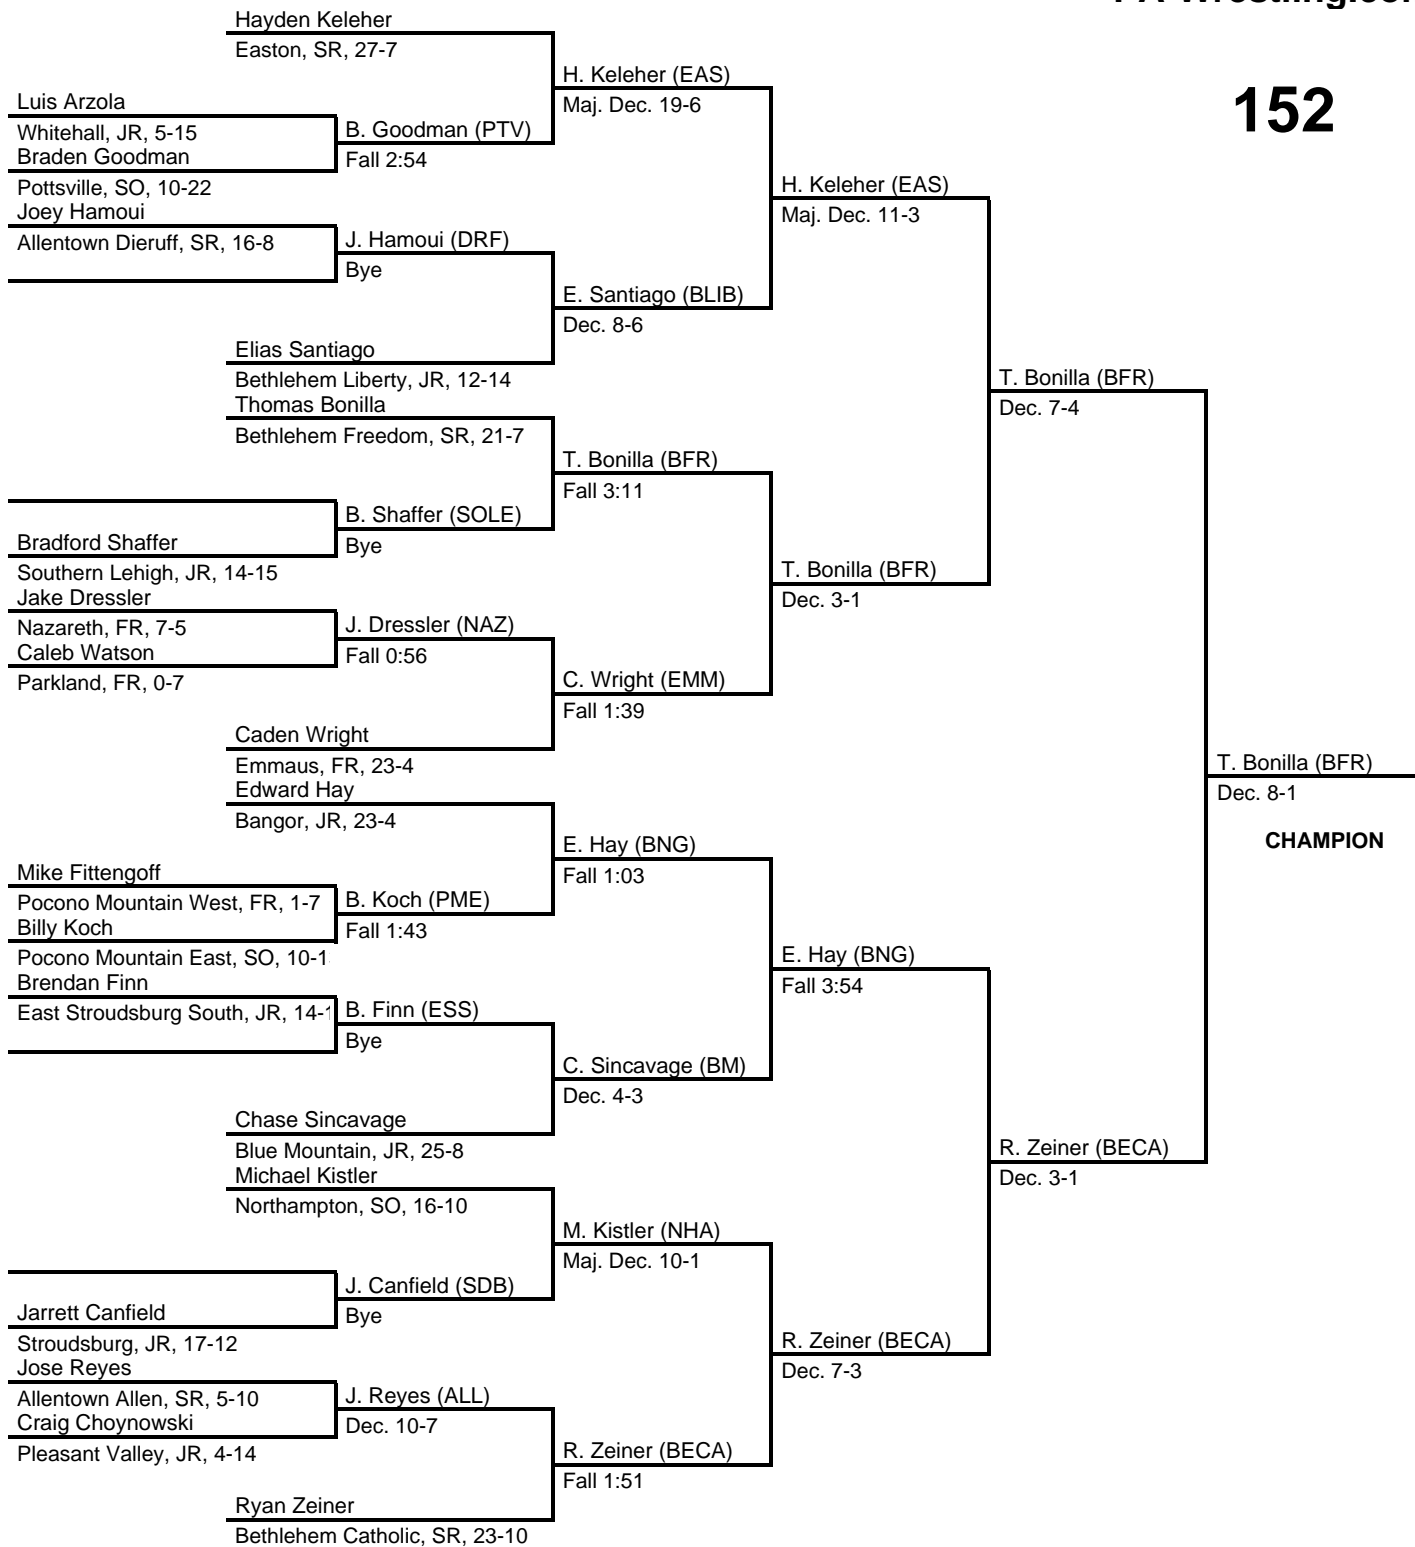 Hayden Keleher
Easton, SR, 27-7
H. Keleher (EAS)
Maj. Dec. 19-6
152
Luis Arzola
Whitehall, JR, 5-15
B. Goodman (PTV)
Braden Goodman
Fall 2:54
Pottsville, SO, 10-22
H. Keleher (EAS)
Joey Hamoui
Maj. Dec. 11-3
Allentown Dieruff, SR, 16-8
J. Hamoui (DRF)
Bye
E. Santiago (BLIB)
Dec. 8-6
Elias Santiago
Bethlehem Liberty, JR, 12-14
T. Bonilla (BFR)
Thomas Bonilla
Dec. 7-4
Bethlehem Freedom, SR, 21-7
T. Bonilla (BFR)
Fall 3:11
B. Shaffer (SOLE)
Bradford Shaffer
Bye
Southern Lehigh, JR, 14-15
T. Bonilla (BFR)
Jake Dressler
Dec. 3-1
Nazareth, FR, 7-5
J. Dressler (NAZ)
Caleb Watson
Fall 0:56
Parkland, FR, 0-7
C. Wright (EMM)
Fall 1:39
Caden Wright
Emmaus, FR, 23-4
T. Bonilla (BFR)
Edward Hay
Dec. 8-1
Bangor, JR, 23-4
CHAMPION
E. Hay (BNG)
Mike Fittengoff
Fall 1:03
Pocono Mountain West, FR, 1-7
B. Koch (PME)
Billy Koch
Fall 1:43
Pocono Mountain East, SO, 10-1
E. Hay (BNG)
Brendan Finn
Fall 3:54
East Stroudsburg South, JR, 14-1
B. Finn (ESS)
Bye
C. Sincavage (BM)
Dec. 4-3
Chase Sincavage
Blue Mountain, JR, 25-8
R. Zeiner (BECA)
Michael Kistler
Dec. 3-1
Northampton, SO, 16-10
M. Kistler (NHA)
Maj. Dec. 10-1
J. Canfield (SDB)
Jarrett Canfield
Bye
Stroudsburg, JR, 17-12
R. Zeiner (BECA)
Jose Reyes
Dec. 7-3
Allentown Allen, SR, 5-10
J. Reyes (ALL)
Craig Choynowski
Dec. 10-7
Pleasant Valley, JR, 4-14
R. Zeiner (BECA)
Fall 1:51
Ryan Zeiner
Bethlehem Catholic, SR, 23-10